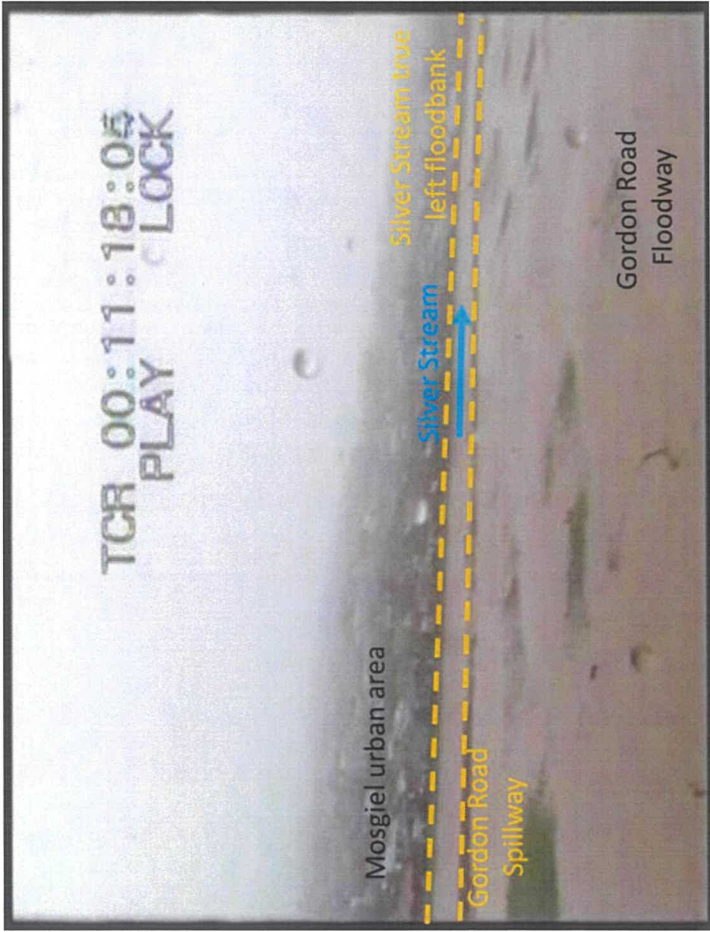 TCR 00:11:18:05
PLAY LOCK
Mosgiel urban area
Silver Stream
Silver Stream true
left floodbank
Gordon Road
Spillway
Gordon Road
Floodway